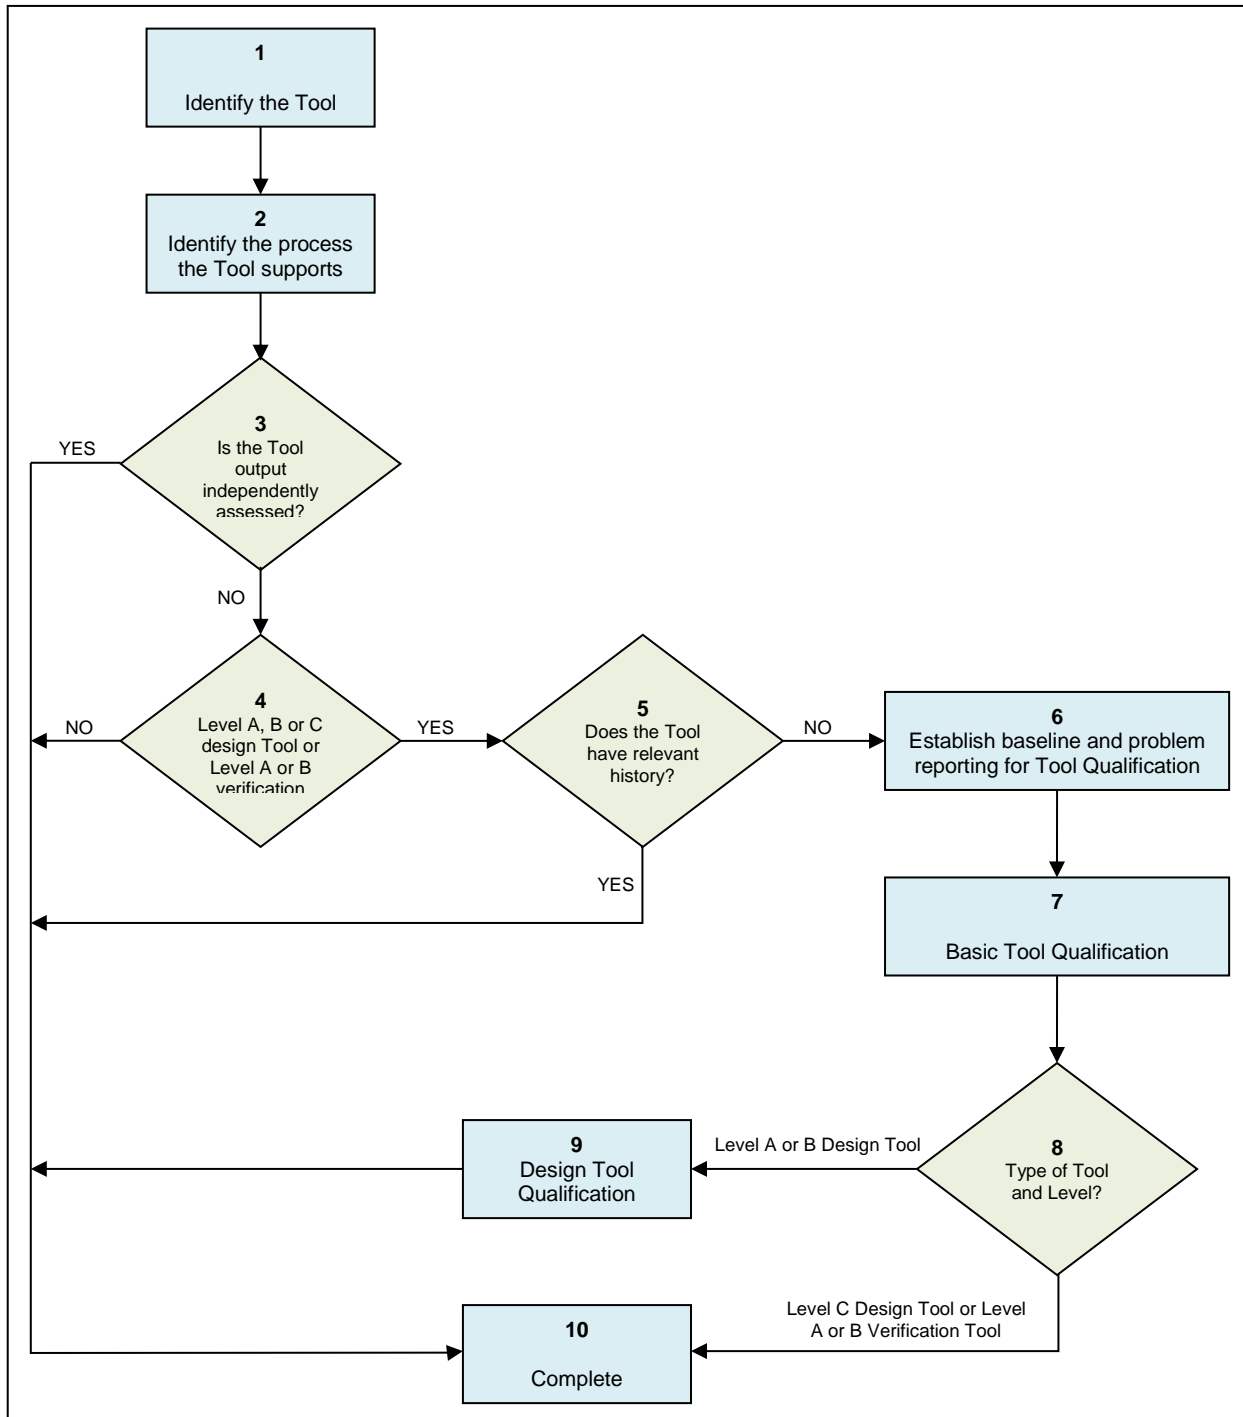 1
Identify the Tool
2
Identify the process
the Tool supports
3
Is the Tool
output
independently
assessed?
YES
NO
4
Level A, B or C
design Tool or
Level A or B
verification
NO
YES
5
Does the Tool
have relevant
history?
NO
YES
6
Establish baseline and problem
reporting for Tool Qualification
7
Basic Tool Qualification
8
Type of Tool
and Level?
Level A or B Design Tool
9
Design Tool
Qualification
Level C Design Tool or Level
A or B Verification Tool
10
Complete